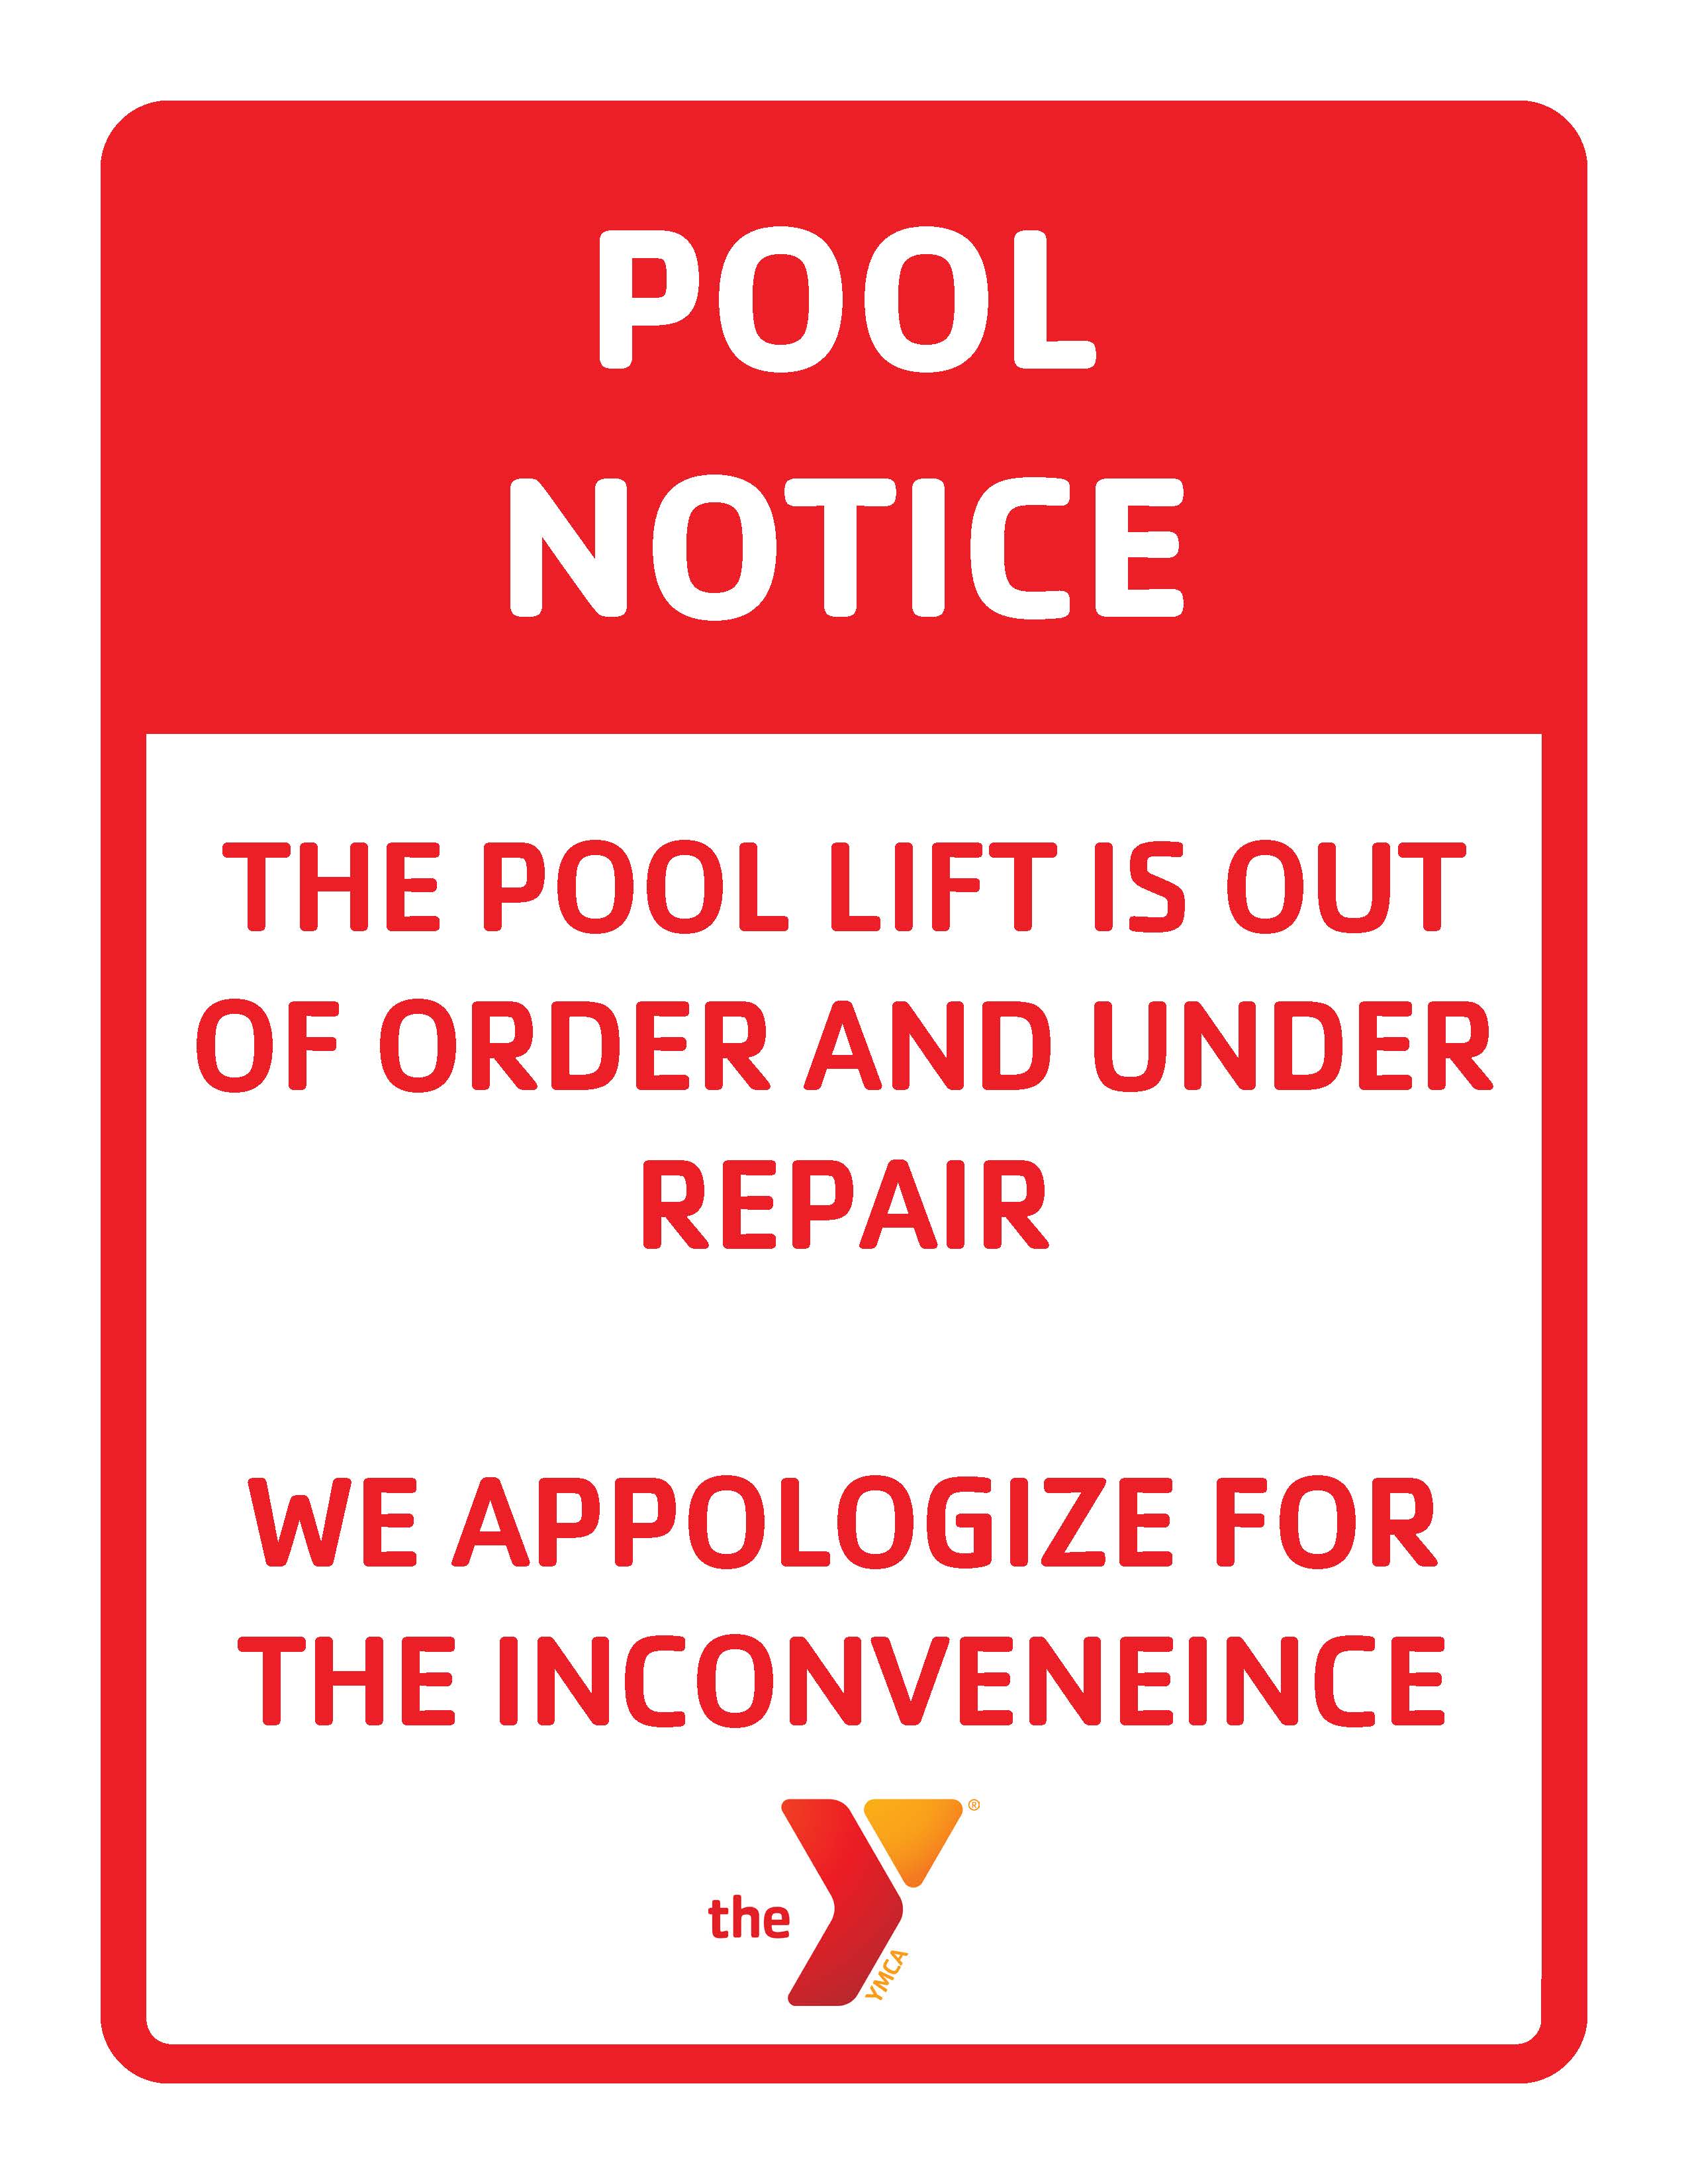 POOL
NOTICE
THE POOL LIFT IS OUT
OF ORDER AND UNDER
REPAIR
WE APPOLOGIZE FOR
THE INCONVENEINCE
the Y®
YMCA